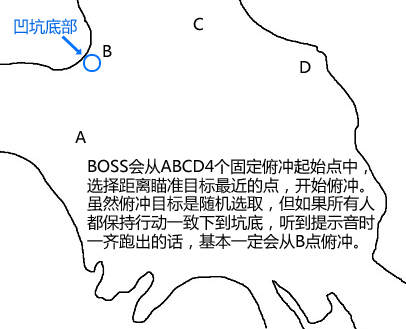 C
凹坑底部
B
D
A
BOSS会从ABCD4个固定俯冲起始点中，
选择距离瞄准目标最近的点，开始俯冲。
虽然俯冲目标是随机选取，但如果所有人
都保持行动一致下到坑底，听到提示音时
一齐跑出的话，基本一定会从B点俯冲。